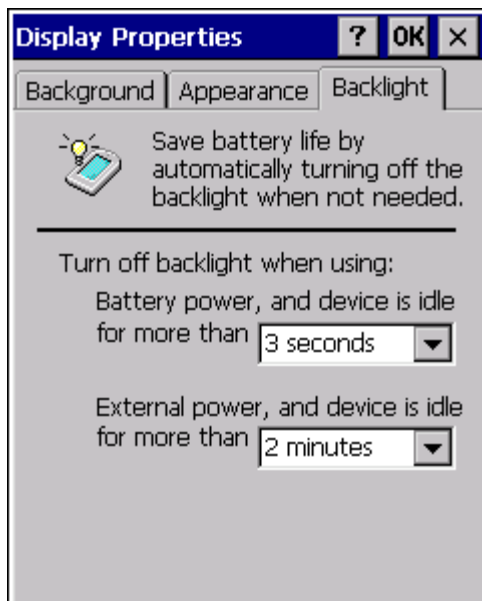 Display Properties ? OK ×
Background Appearance Backlight
Save battery life by
automatically turning off the
backlight when not needed.
Turn off backlight when using:
Battery power, and device is idle
for more than 3 seconds
External power, and device is idle
for more than 2 minutes